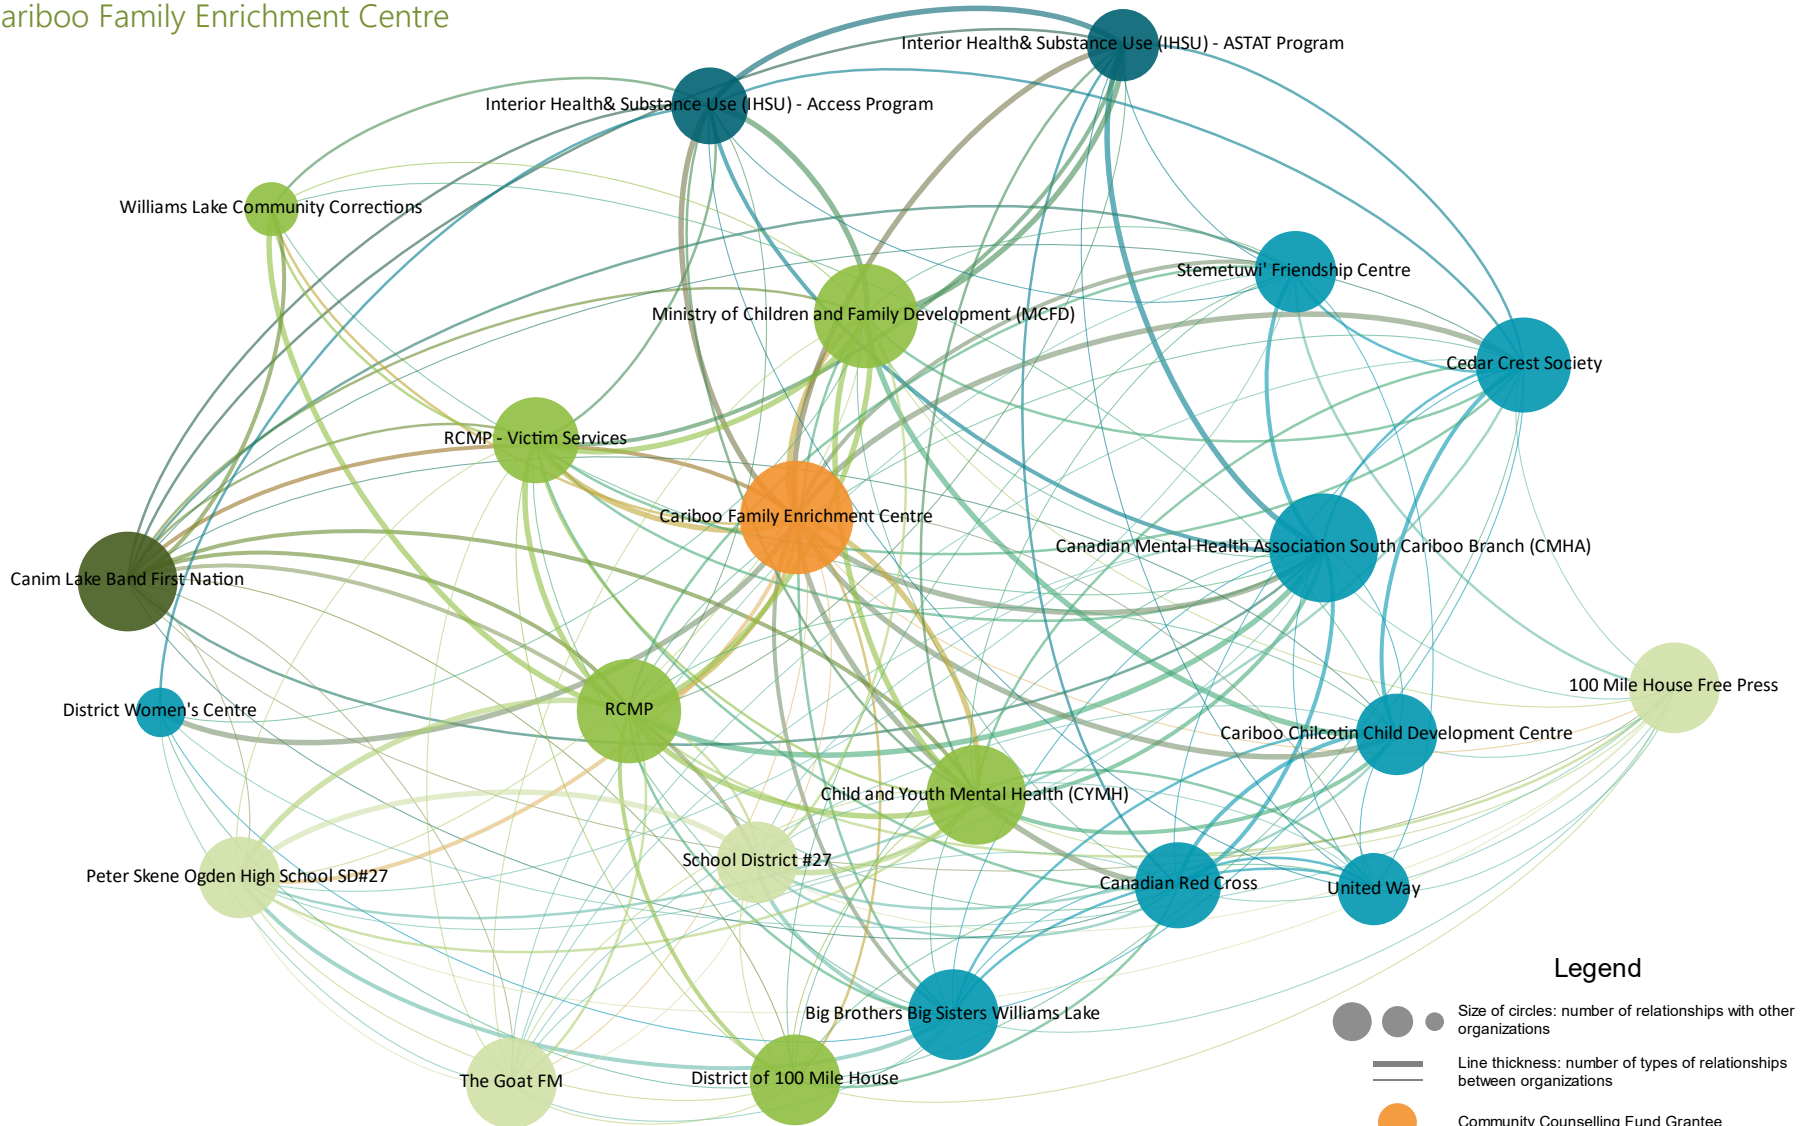 ariboo Family Enrichment Centre
Interior Health& Substance Use (IHSU) - ASTAT Program
Interior Health& Substance Use (IHSU) - Access Program
Williams Lake Community Corrections
Stemetuwi' Friendship Centre
Ministry of Children and Family Development (MCFD)
Cedar Crest Society
RCMP - Victim Services
Cariboo Family Enrichment Centre
Canadian Mental Health Association South Cariboo Branch (CMHA)
Canim Lake Band First Nation
100 Mile House Free Press
District Women's Centre
RCMP
Cariboo Chilcotin Child Development Centre
Child and Youth Mental Health (CYMH)
School District #27
Peter Skene Ogden High School SD#27
Canadian Red Cross
United Way
Big Brothers Big Sisters Williams Lake
The Goat FM
District of 100 Mile House
Legend
Size of circles: number of relationships with other
organizations
Line thickness: number of types of relationships
between organizations
Community Counselling Fund Grantee